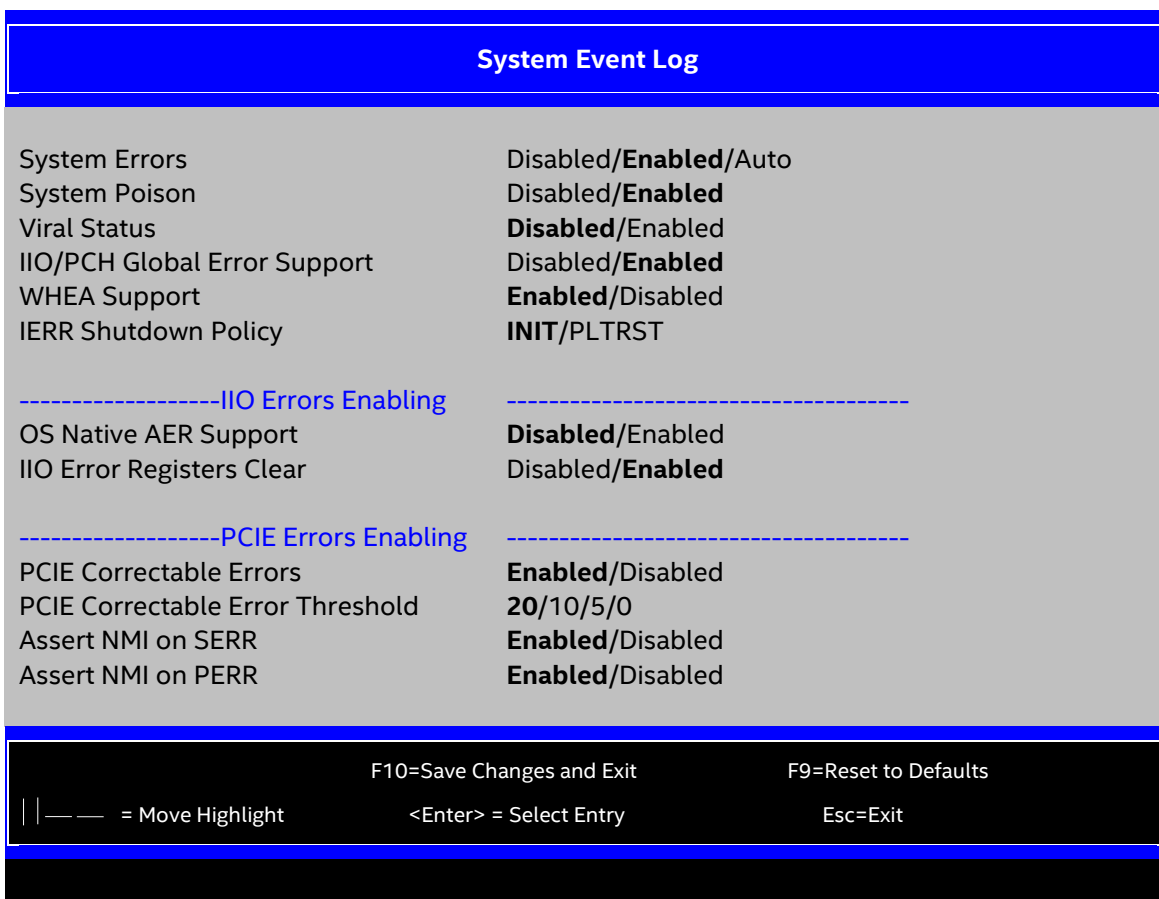 System Event Log
System Errors Disabled/Enabled/Auto
System Poison Disabled/Enabled
Viral Status Disabled/Enabled
IIO/PCH Global Error Support Disabled/Enabled
WHEA Support Enabled/Disabled
IERR Shutdown Policy INIT/PLTRST
-------------------IIO Errors Enabling --------------------------------------
OS Native AER Support Disabled/Enabled
IIO Error Registers Clear Disabled/Enabled
-------------------PCIE Errors Enabling --------------------------------------
PCIE Correctable Errors Enabled/Disabled
PCIE Correctable Error Threshold 20/10/5/0
Assert NMI on SERR Enabled/Disabled
Assert NMI on PERR Enabled/Disabled
F10=Save Changes and Exit F9=Reset to Defaults
= Move Highlight <Enter> = Select Entry Esc=Exit